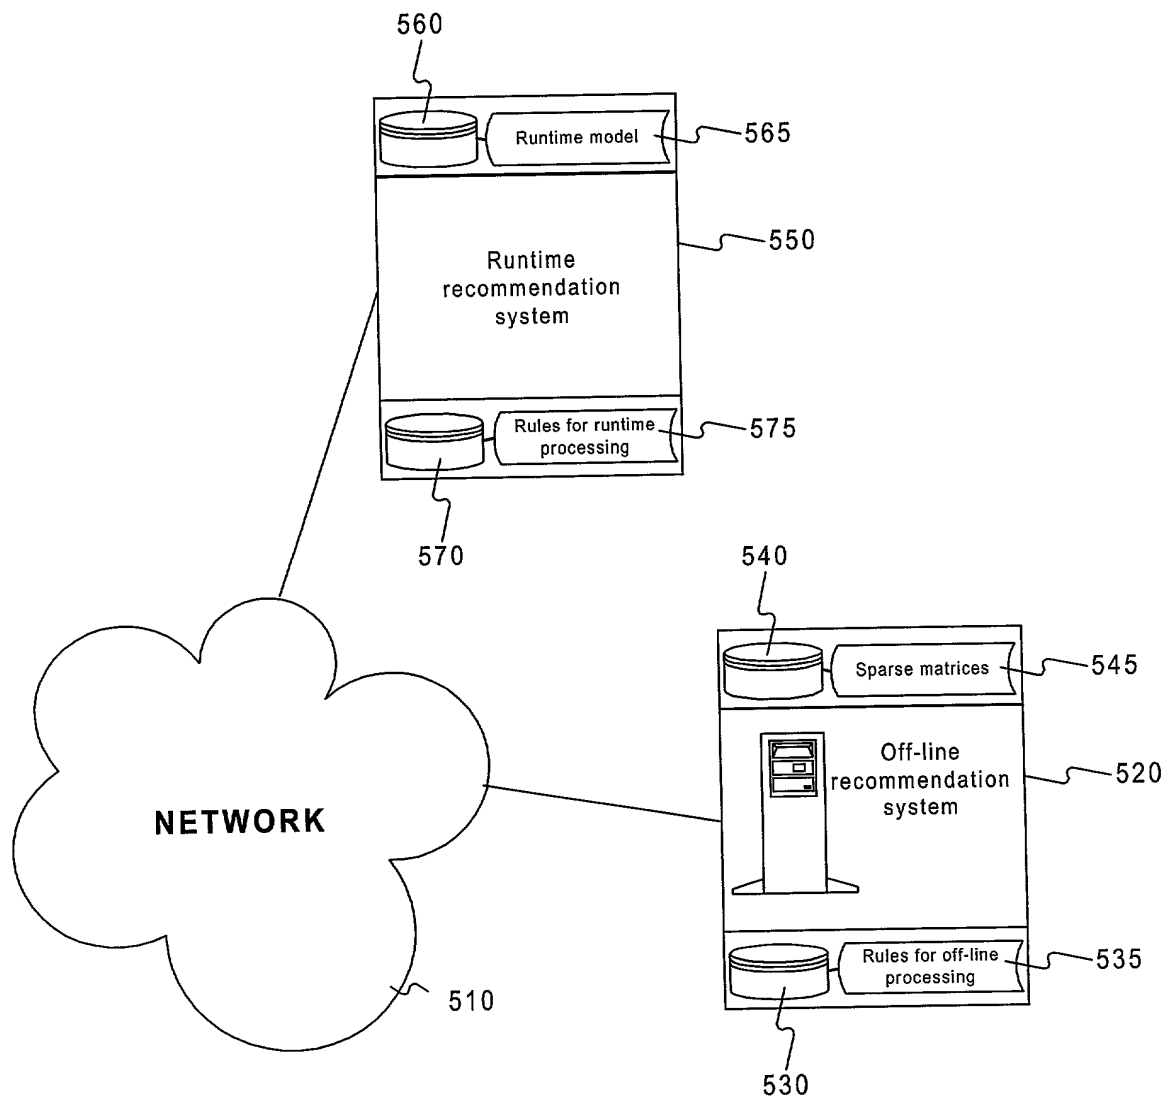 560
Runtime model
565
550
Runtime
recommendation
system
Rules for runtime
processing
575
570
540
Sparse matrices
545
Off-line
recommendation
system
520
NETWORK
Rules for off-line
processing
535
510
530